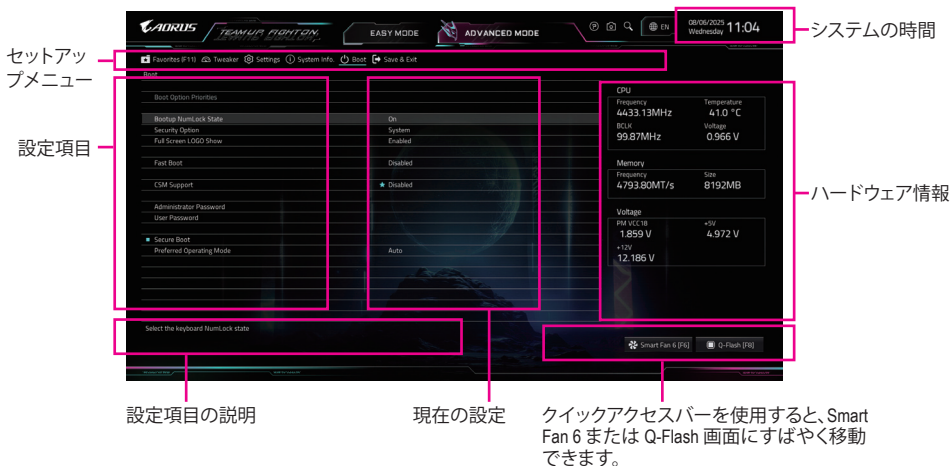 AORUS
TEAM UP. FIGHT ON.
EASY MODE
ADVANCED MODE
EN
08/06/2025
Wednesday
11:04
システムの時間
セットアッ
プメニュー
Favorites (F11) Tweaker Settings System Info. Boot Save & Exit
Boot
設定項目
Boot Option Priorities
Bootup NumLock State On
Security Option System
Full Screen LOGO Show Enabled
Fast Boot Disabled
CSM Support ★ Disabled
Administrator Password
User Password
Secure Boot
Preferred Operating Mode Auto
CPU
Frequency Temperature
4433.13MHz 41.0 °C
BCLK Voltage
99.87MHz 0.966 V
Memory
Frequency Size
4793.80MT/s 8192MB
Voltage
PM VCC18 +5V
1.859 V 4.972 V
+12V
12.186 V
ハードウェア情報
Select the keyboard NumLock state
Smart Fan 6 [F6] Q-Flash [F8]
設定項目の説明
現在の設定
クイックアクセスバーを使用すると、Smart
Fan 6 または Q-Flash 画面にすばやく移動
できます。